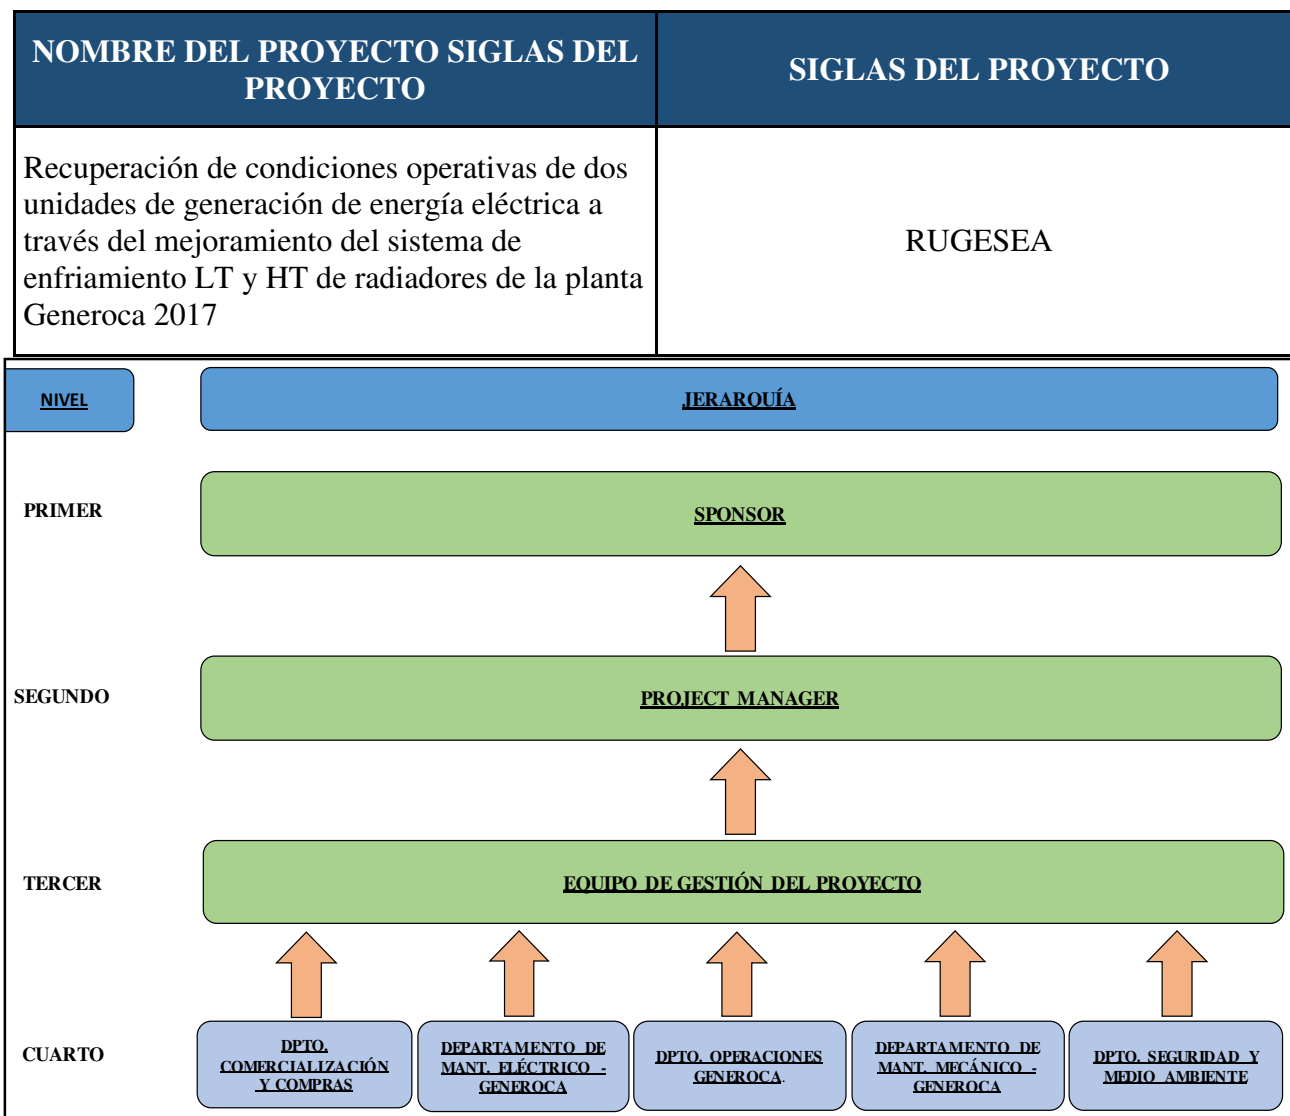 NOMBRE DEL PROYECTO SIGLAS DEL
PROYECTO
SIGLAS DEL PROYECTO
Recuperación de condiciones operativas de dos
unidades de generación de energía eléctrica a
través del mejoramiento del sistema de
enfriamiento LT y HT de radiadores de la planta
Generoca 2017
RUGESEA
NIVEL
JERARQUÍA
PRIMER
SPONSOR
SEGUNDO
PROJECT MANAGER
TERCER
EQUIPO DE GESTIÓN DEL PROYECTO
CUARTO
DPTO.
COMERCIALIZACIÓN
Y COMPRAS
DEPARTAMENTO DE
MANT. ELÉCTRICO -
GENEROCA
DPTO. OPERACIONES
GENEROCA.
DEPARTAMENTO DE
MANT. MECÁNICO -
GENEROCA
DPTO. SEGURIDAD Y
MEDIO AMBIENTE